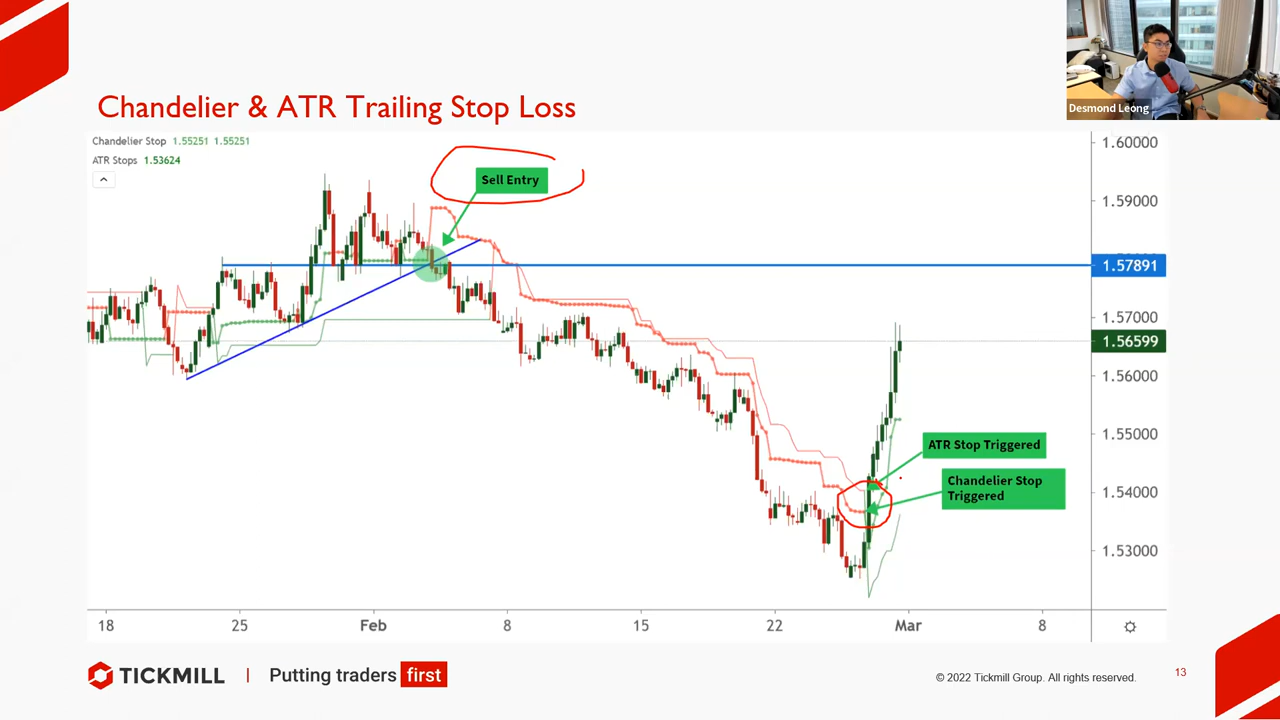 Desmond Leong
Chandelier & ATR Trailing Stop Loss
Chandelier Stop 1.55251 1.55251
ATR Stops 1.53624
Sell Entry
1.60000
1.59000
1.57891
1.57000
1.56599
1.56000
1.55000
1.54000
1.53000
ATR Stop Triggered
Chandelier Stop
Triggered
18 25 Feb 8 15 22 Mar 8
TICKMILL | Putting traders first
© 2022 Tickmill Group. All rights reserved.
13